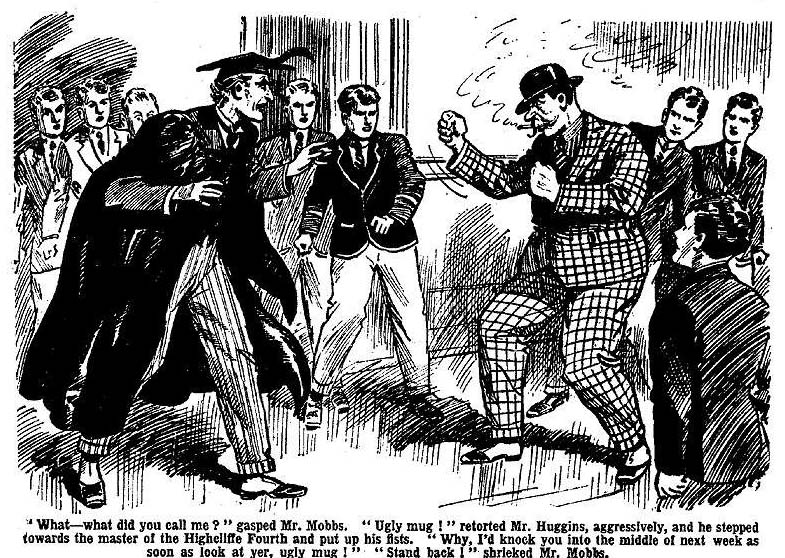 "What—what did you call me?" gasped Mr. Mobbs. "Ugly mug!" retorted Mr. Huggins, aggressively, and he stepped
towards the master of the Highcliffe Fourth and put up his fists. "Why, I'd knock you into the middle of next week as
soon as look at yer, ugly mug!" "Stand back!" shrieked Mr. Mobbs.